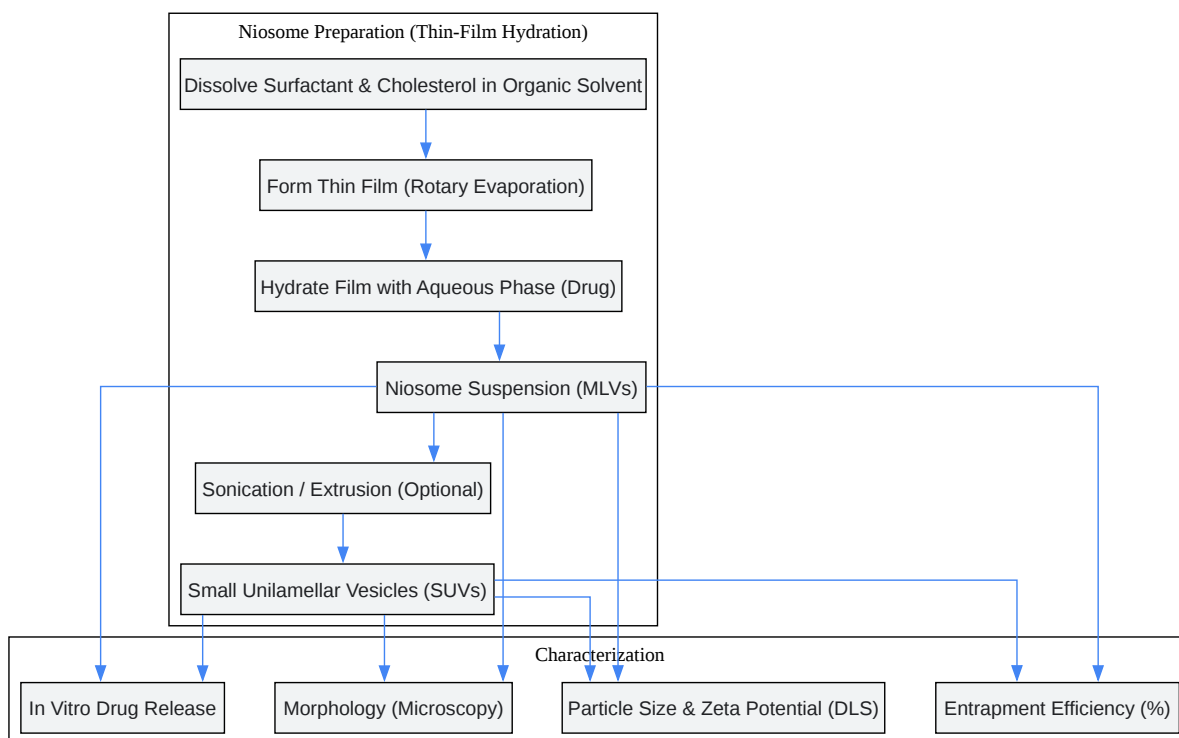 Niosome Preparation (Thin-Film Hydration)
Dissolve Surfactant & Cholesterol in Organic Solvent
Form Thin Film (Rotary Evaporation)
Hydrate Film with Aqueous Phase (Drug)
Niosome Suspension (MLVs)
Sonication / Extrusion (Optional)
Small Unilamellar Vesicles (SUVs)
Characterization
In Vitro Drug Release
Morphology (Microscopy)
Particle Size & Zeta Potential (DLS)
Entrapment Efficiency (%)